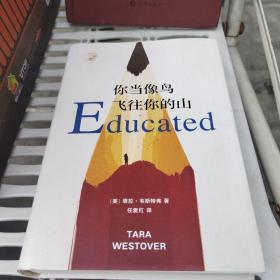 你当像鸟
飞往你的山
Educated
（美）塔拉·韦斯特弗 著
任爱红 译
TARA
WESTOVER